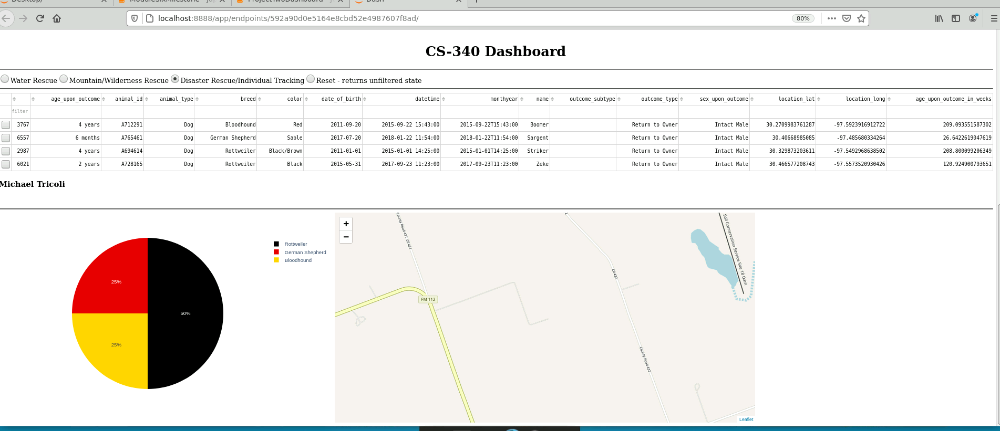 Desktop/ ModuleSixMilestone - Jup ProjectTwoDashboard - J Dash
localhost:8888/app/endpoints/592a90d0e5164e8cbd52e4987607f8ad/ 80%
CS-340 Dashboard
Water Rescue Mountain/Wilderness Rescue Disaster Rescue/Individual Tracking Reset - returns unfiltered state
age_upon_outcome animal_id animal_type breed color date_of_birth datetime monthyear name outcome_subtype outcome_type sex_upon_outcome location_lat location_long age_upon_outcome_in_weeks
filter
3767 4 years A712291 Dog Bloodhound Red 2011-09-20 2015-09-22 15:43:00 2015-09-22T15:43:00 Boomer Return to Owner Intact Male 30.2709983761287 -97.5923916912722 209.093551587302
6557 6 months A765461 Dog German Shepherd Sable 2017-07-20 2018-01-22 11:54:00 2018-01-22T11:54:00 Sargent Return to Owner Intact Male 30.40668985085 -97.485680334264 26.6422619047619
2987 4 years A694614 Dog Rottweiler Black/Brown 2011-01-01 2015-01-01 14:25:00 2015-01-01T14:25:00 Striker Return to Owner Intact Male 30.329873203611 -97.5492968638502 208.800099206349
6021 2 years A728165 Dog Rottweiler Black 2015-05-31 2017-09-23 11:23:00 2017-09-23T11:23:00 Zeke Return to Owner Intact Male 30.466577208743 -97.5573520930426 120.924900793651
Michael Tricoli
25%
50%
25%
Rottweiler
German Shepherd
Bloodhound
+
−
County Road 431 CR 431
FM 112
CR 432
County Road 432
Soil Conservation Service Site 18 Dam
Leaflet